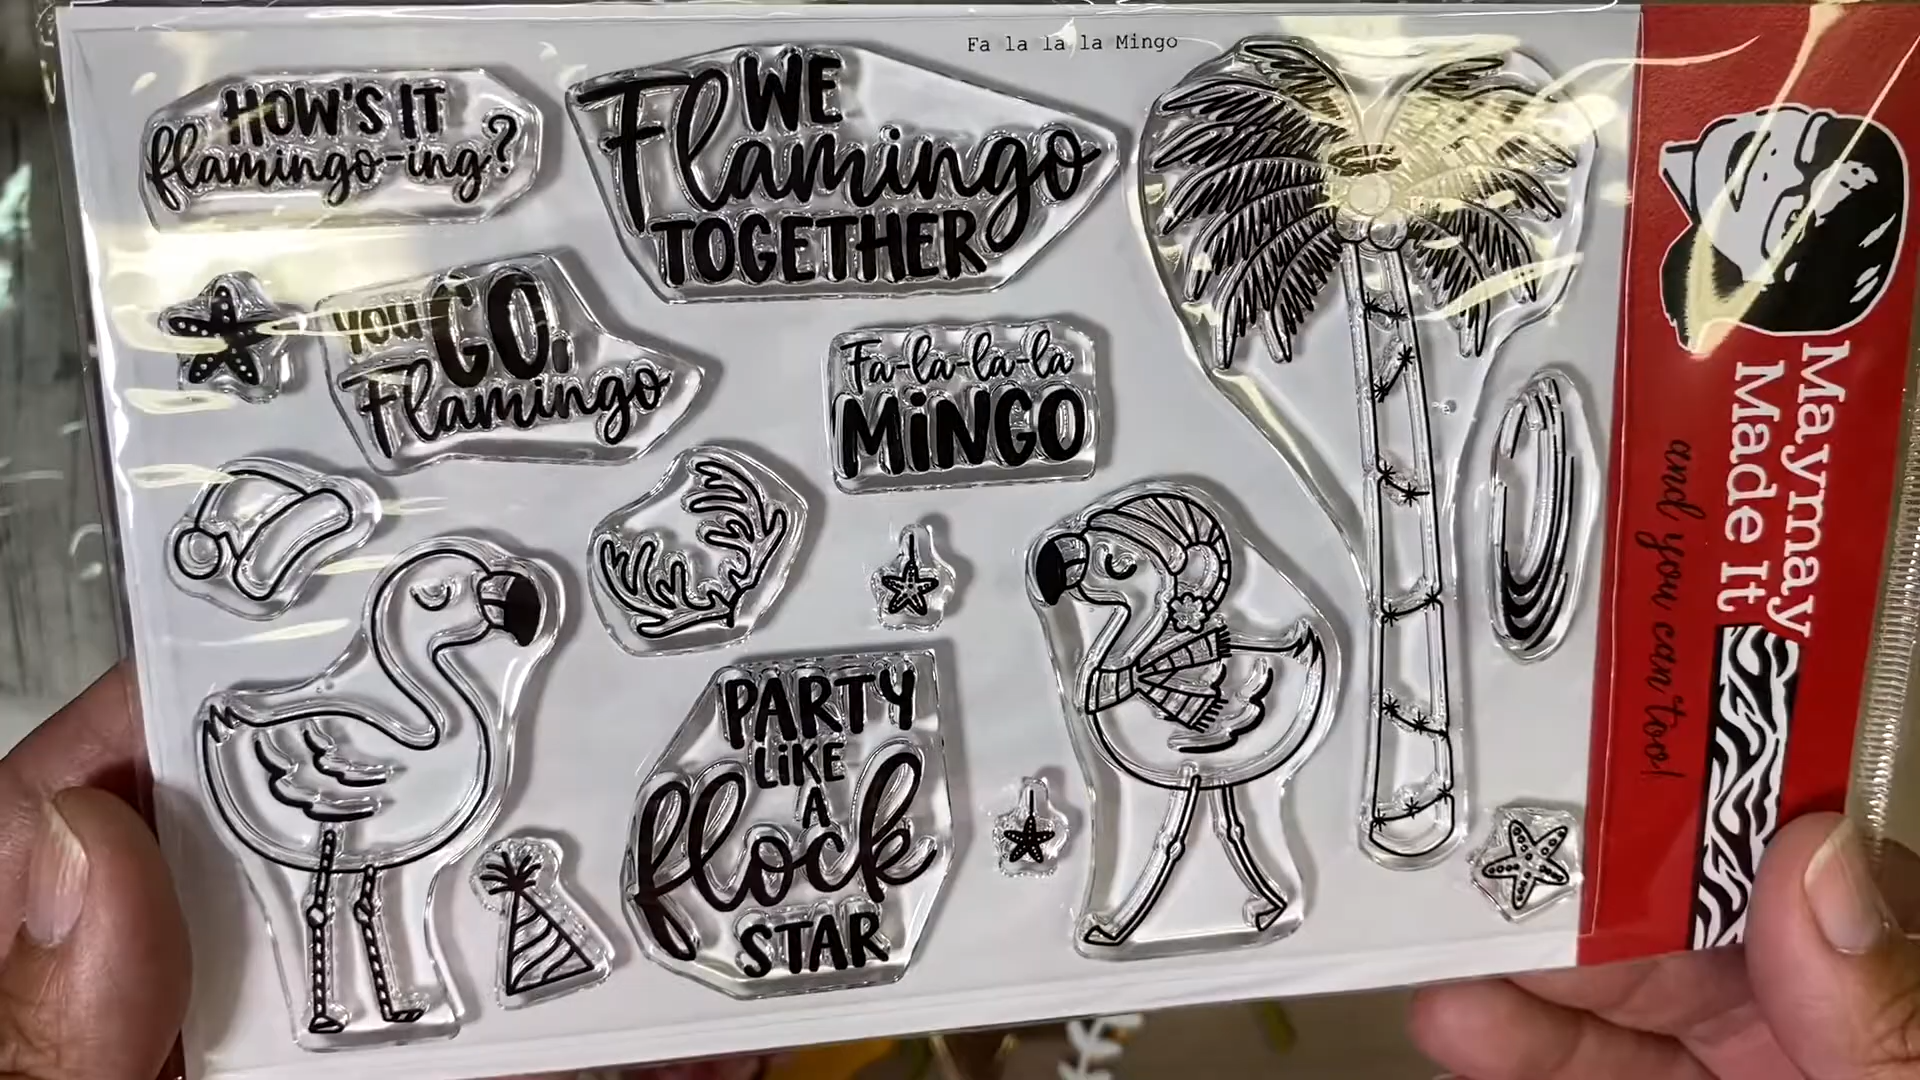 Fa la la la Mingo
HOW'S IT
flamingo-ing?
WE
Flamingo
TOGETHER
YOU GO,
Flamingo
Fa-la-la-la
MiNGO
PARTY
LiKE
A
flock
STAR
Maymay
Made It
and you can too!